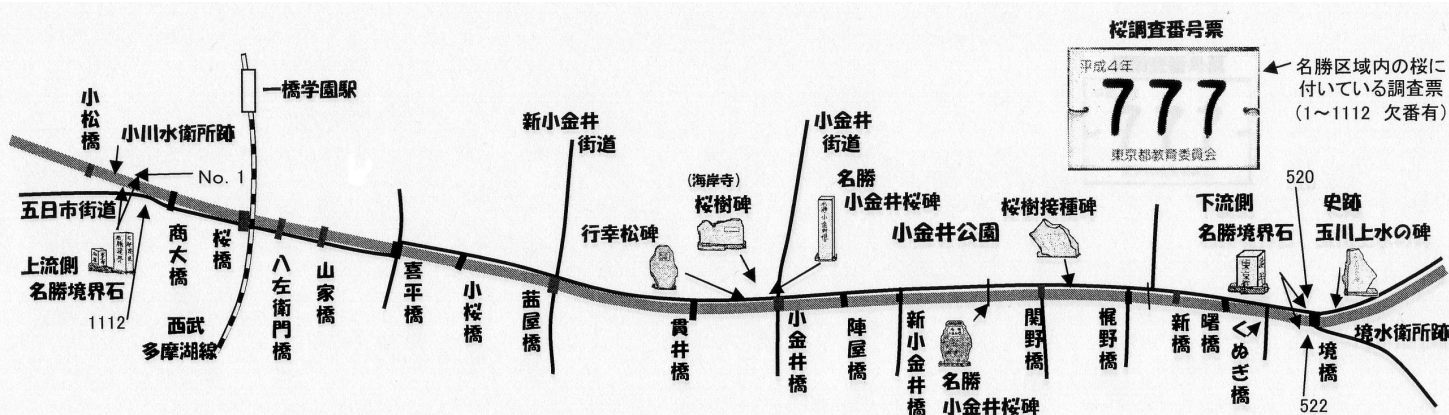 桜調査番号票
平成4年
777
東京都教育委員会
名勝区域内の桜に
付いている調査票
(1～1112 欠番有)
一橋学園駅
小松橋
小川水衛所跡
No. 1
五日市街道
上流側
名勝境界石
1112
商大橋
桜橋
西武
多摩湖線
八左衛門橋
山家橋
喜平橋
小桜橋
新小金井
街道
茜屋橋
行幸松碑
(海岸寺)
桜樹碑
貫井橋
小金井
街道
名勝
小金井桜碑
小金井橋
陣屋橋
小金井公園
新小金井橋
名勝
小金井桜碑
桜樹接種碑
関野橋
梶野橋
新橋
曙橋
くぬぎ橋
下流側
名勝境界石
520
史跡
玉川上水の碑
境橋
522
境水衛所跡